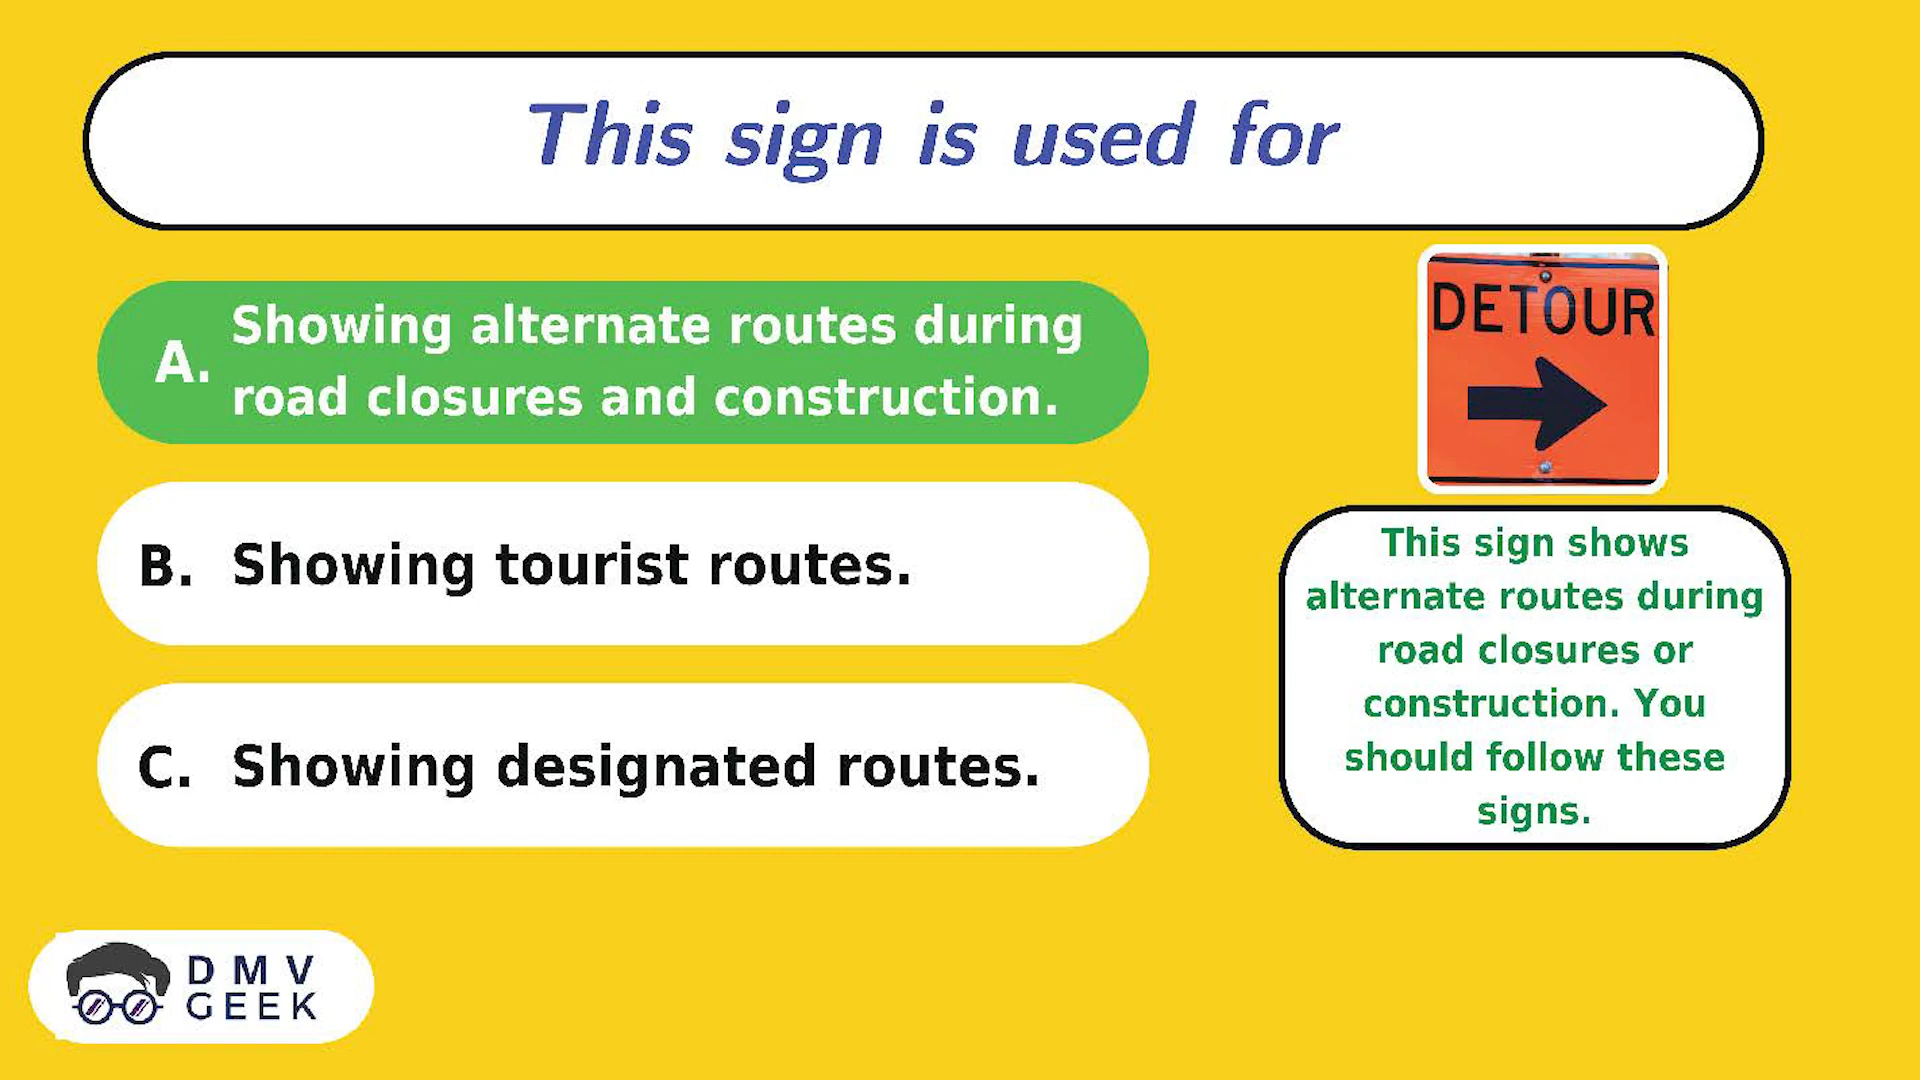 This sign is used for
A. Showing alternate routes during
road closures and construction.
B. Showing tourist routes.
C. Showing designated routes.
DETOUR
This sign shows
alternate routes during
road closures or
construction. You
should follow these
signs.
DMV
GEEK